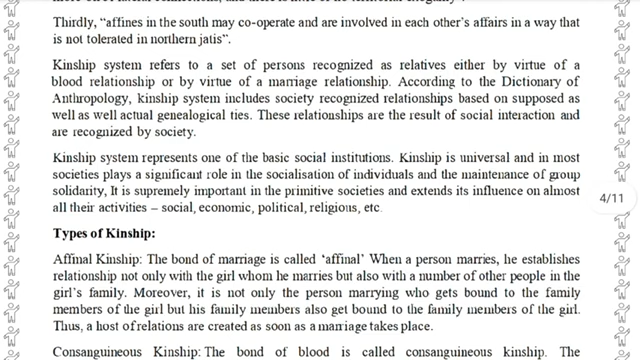 Thirdly, "affines in the south may co-operate and are involved in each other's affairs in a way that
is not tolerated in northern jatis".
Kinship system refers to a set of persons recognized as relatives either by virtue of a
blood relationship or by virtue of a marriage relationship. According to the Dictionary of
Anthropology, kinship system includes society recognized relationships based on supposed as
well as well actual genealogical ties. These relationships are the result of social interaction and
are recognized by society.
Kinship system represents one of the basic social institutions. Kinship is universal and in most
societies plays a significant role in the socialisation of individuals and the maintenance of group
solidarity, It is supremely important in the primitive societies and extends its influence on almost
all their activities – social, economic, political, religious, etc.
4/11
Types of Kinship:
Affinal Kinship: The bond of marriage is called 'affinal' When a person marries, he establishes
relationship not only with the girl whom he marries but also with a number of other people in the
girl's family. Moreover, it is not only the person marrying who gets bound to the family
members of the girl but his family members also get bound to the family members of the girl.
Thus, a host of relations are created as soon as a marriage takes place.
Consanguineous Kinship: The bond of blood is called consanguineous kinship. The